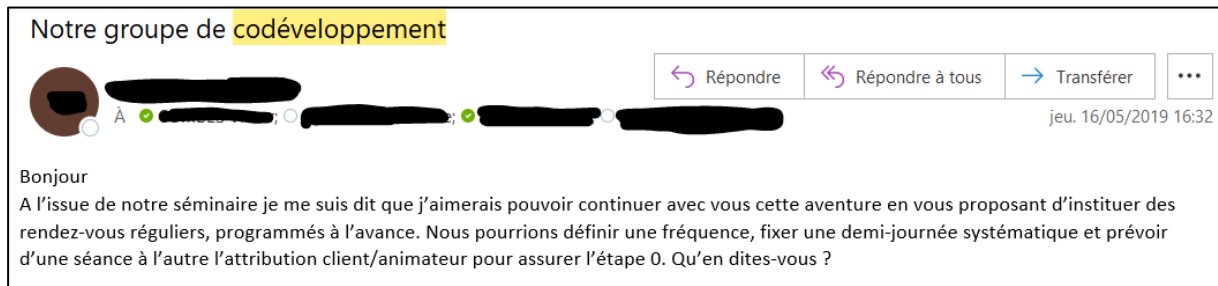 Notre groupe de codéveloppement
Répondre
Répondre à tous
Transférer
...
À
jeu. 16/05/2019 16:32
Bonjour
A l’issue de notre séminaire je me suis dit que j’aimerais pouvoir continuer avec vous cette aventure en vous proposant d’instituer des
rendez-vous réguliers, programmés à l’avance. Nous pourrions définir une fréquence, fixer une demi-journée systématique et prévoir
d’une séance à l’autre l’attribution client/animateur pour assurer l’étape 0. Qu’en dites-vous ?